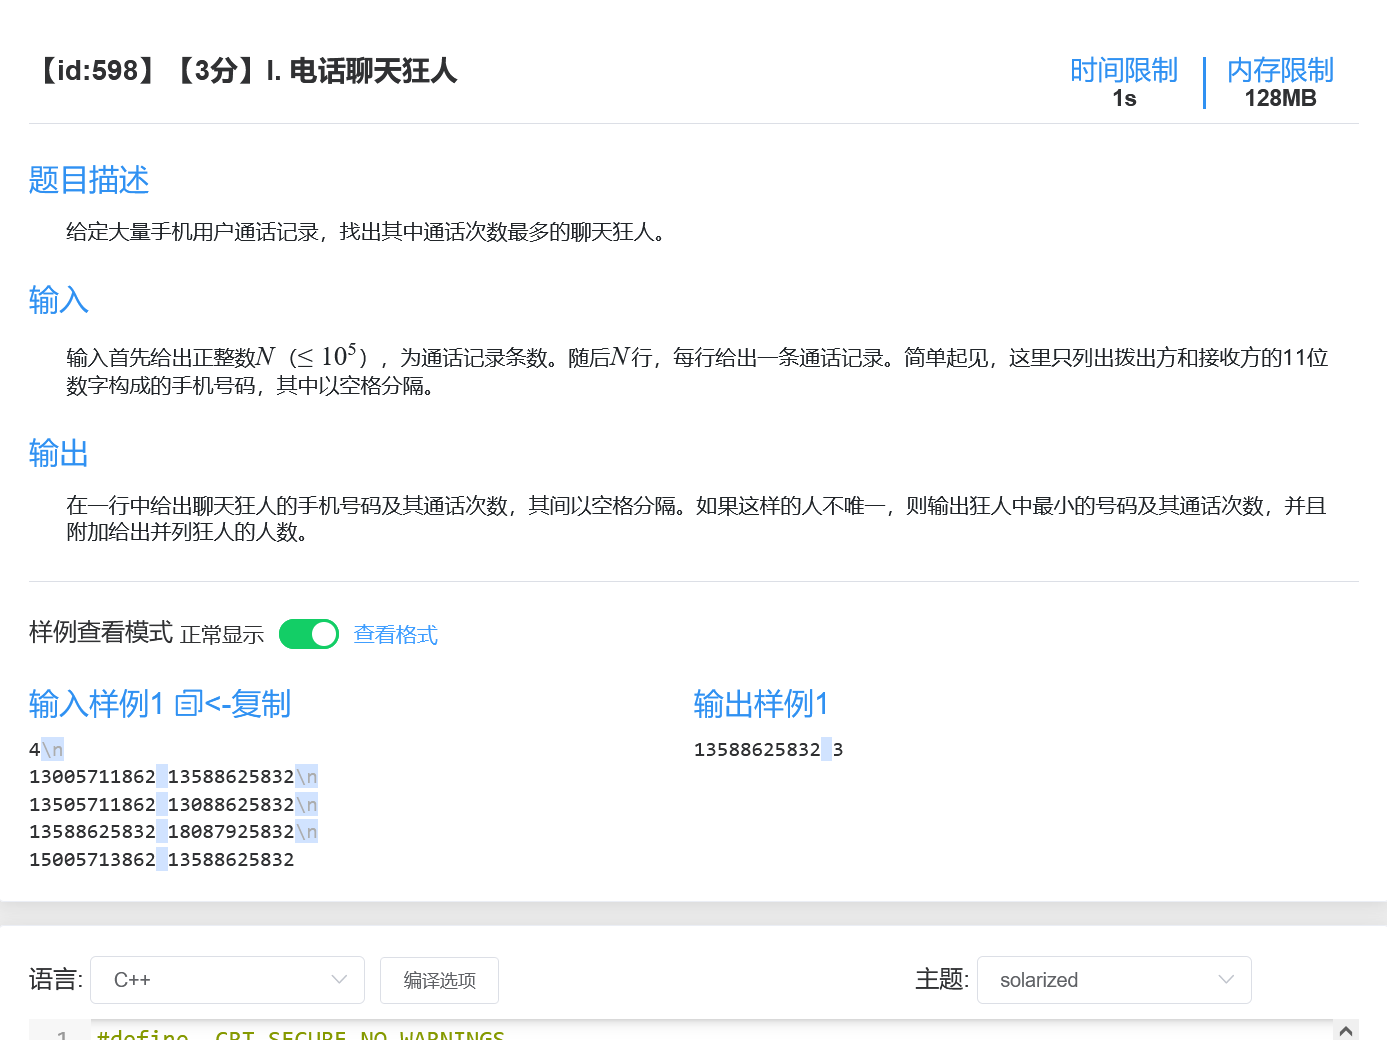 【id:598】【3分】I. 电话聊天狂人
时间限制
1s
内存限制
128MB
题目描述
给定大量手机用户通话记录，找出其中通话次数最多的聊天狂人。
输入
输入首先给出正整数N（≤ 10⁵），为通话记录条数。随后N行，每行给出一条通话记录。简单起见，这里只列出拨出方和接收方的11位
数字构成的手机号码，其中以空格分隔。
输出
在一行中给出聊天狂人的手机号码及其通话次数，其间以空格分隔。如果这样的人不唯一，则输出狂人中最小的号码及其通话次数，并且
附加给出并列狂人的人数。
样例查看模式 正常显示 查看格式
输入样例1 <-复制
4\n
13005711862 13588625832\n
13505711862 13088625832\n
13588625832 18087925832\n
15005713862 13588625832
输出样例1
13588625832 3
语言: C++ 编译选项 主题: solarized
1 #define _CRT_SECURE_NO_WARNINGS